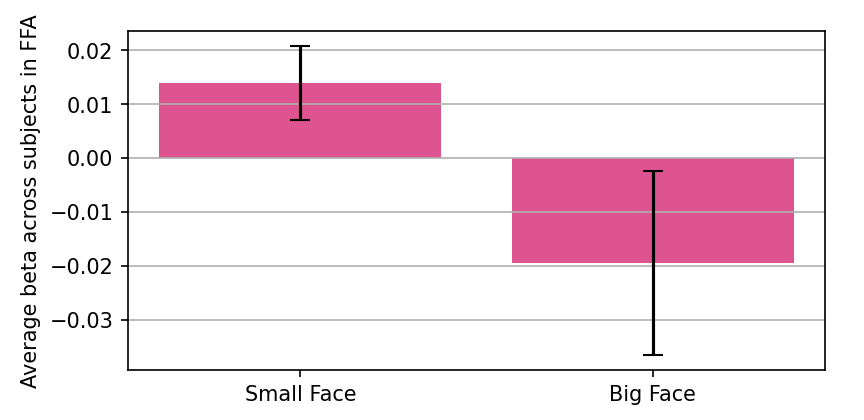 Average beta across subjects in FFA
0.02
0.01
0.00
−0.01
−0.02
−0.03
Small Face
Big Face